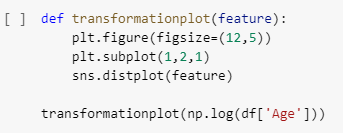 [ ] def transformationplot(feature):
    plt.figure(figsize=(12,5))
    plt.subplot(1,2,1)
    sns.distplot(feature)

transformationplot(np.log(df['Age']))